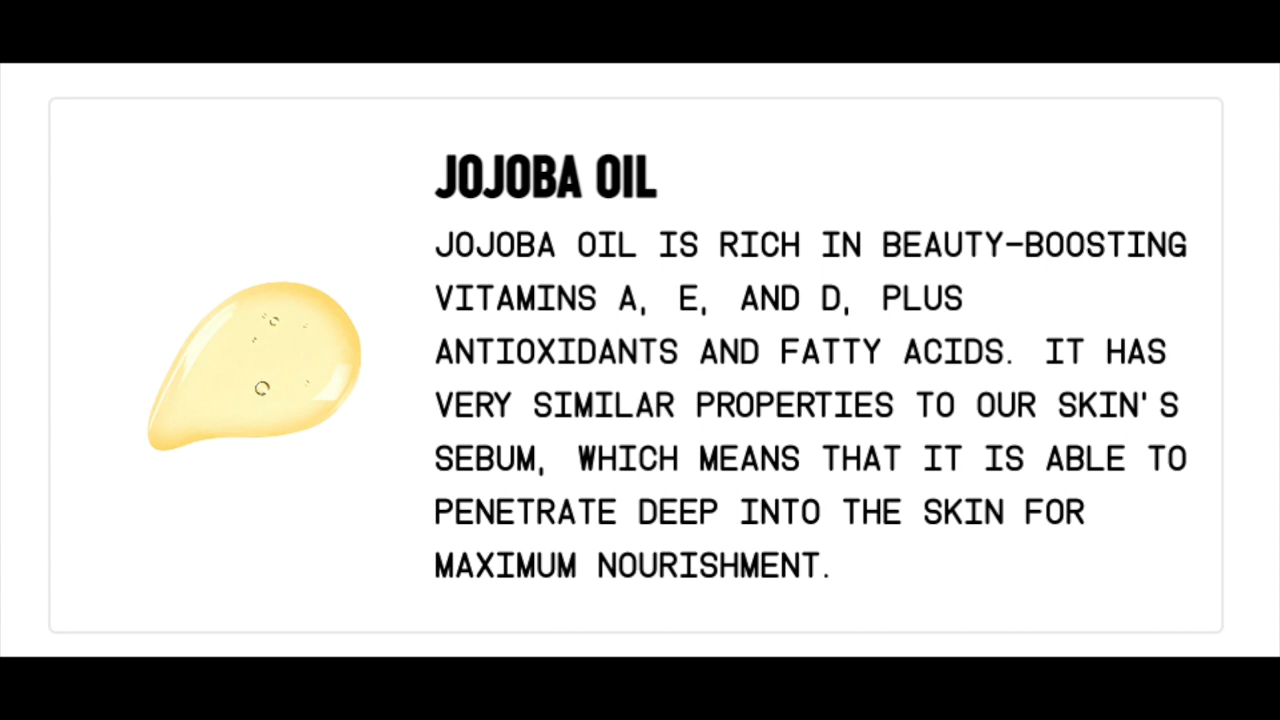 JOJOBA OIL
JOJOBA OIL IS RICH IN BEAUTY-BOOSTING
VITAMINS A, E, AND D, PLUS
ANTIOXIDANTS AND FATTY ACIDS. IT HAS
VERY SIMILAR PROPERTIES TO OUR SKIN'S
SEBUM, WHICH MEANS THAT IT IS ABLE TO
PENETRATE DEEP INTO THE SKIN FOR
MAXIMUM NOURISHMENT.